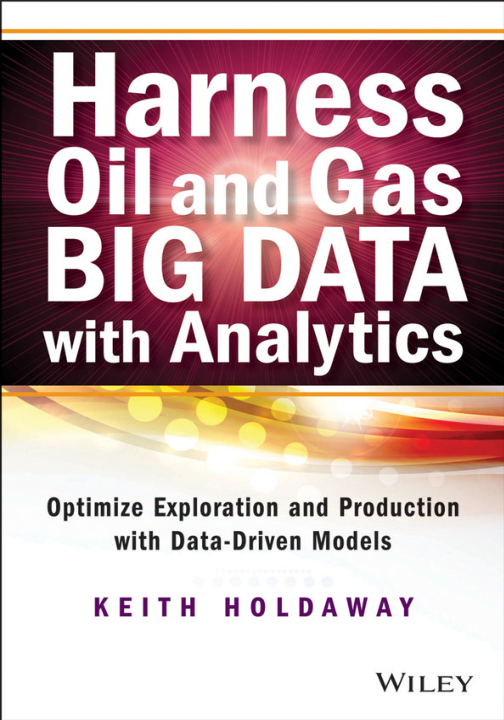 Harness
Oil and Gas
BIG DATA
with Analytics
Optimize Exploration and Production
with Data-Driven Models
KEITH HOLDAWAY
WILEY